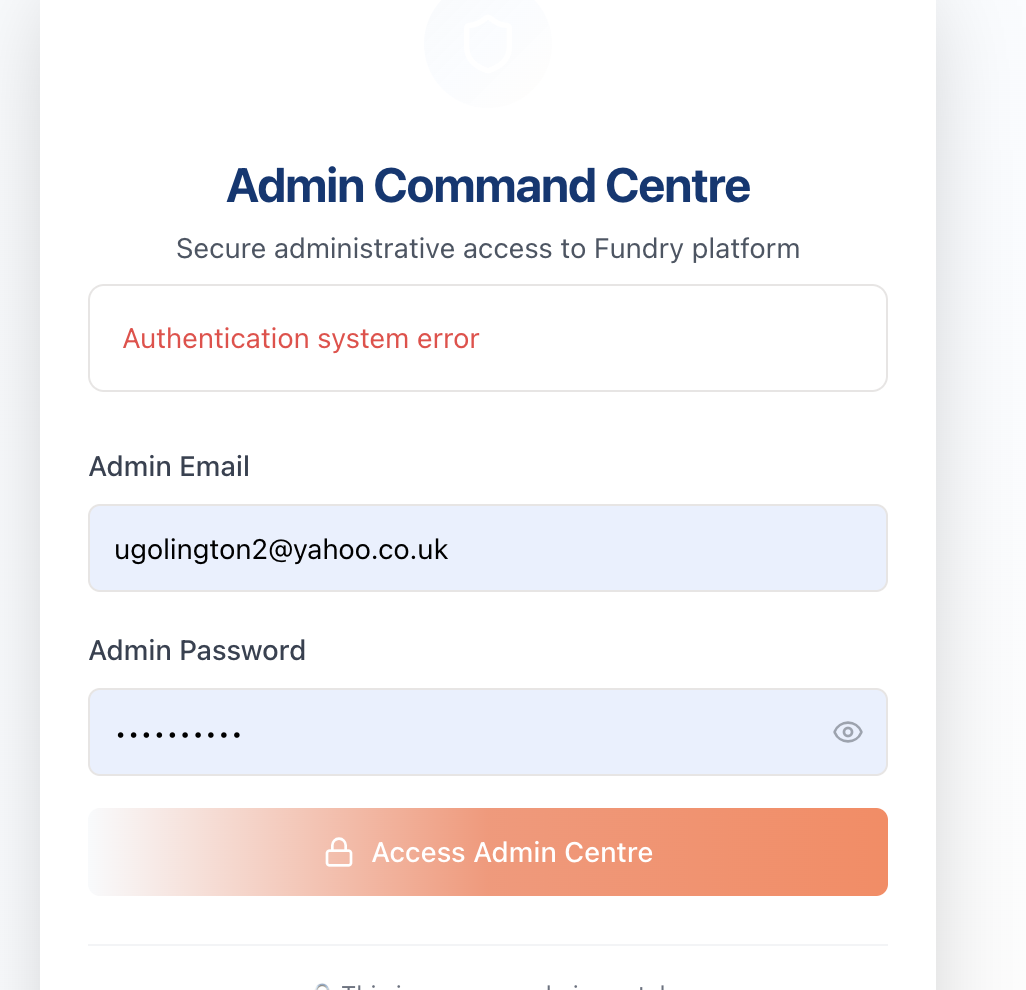 Admin Command Centre
Secure administrative access to Fundry platform
Authentication system error
Admin Email
ugolington2@yahoo.co.uk
Admin Password
••••••••••
Access Admin Centre